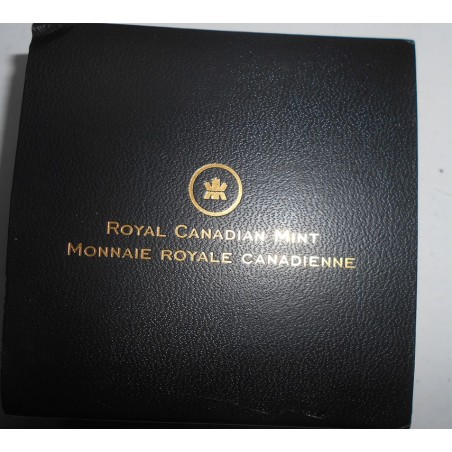 ROYAL CANADIAN MINT
MONNAIE ROYALE CANADIENNE